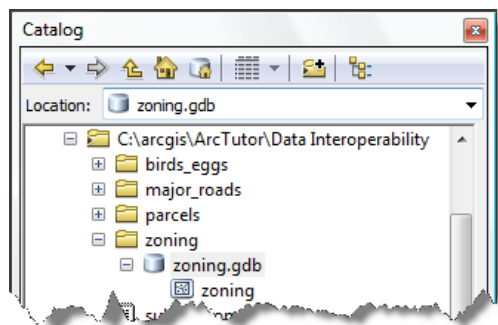 Catalog
Location: zoning.gdb
C:\arcgis\ArcTutor\Data Interoperability
birds_eggs
major_roads
parcels
zoning
zoning.gdb
zoning